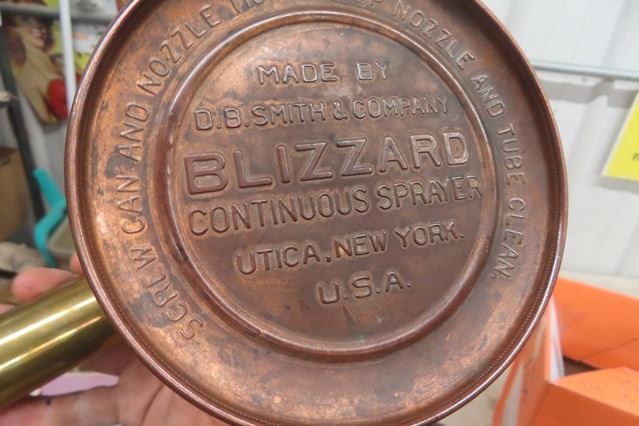 SCREW CAN AND NOZZLE NOZZLE AND TUBE CLEAN.
MADE BY
D.B. SMITH & COMPANY
BLIZZARD
CONTINUOUS SPRAYER
UTICA, NEW YORK.
U.S.A.